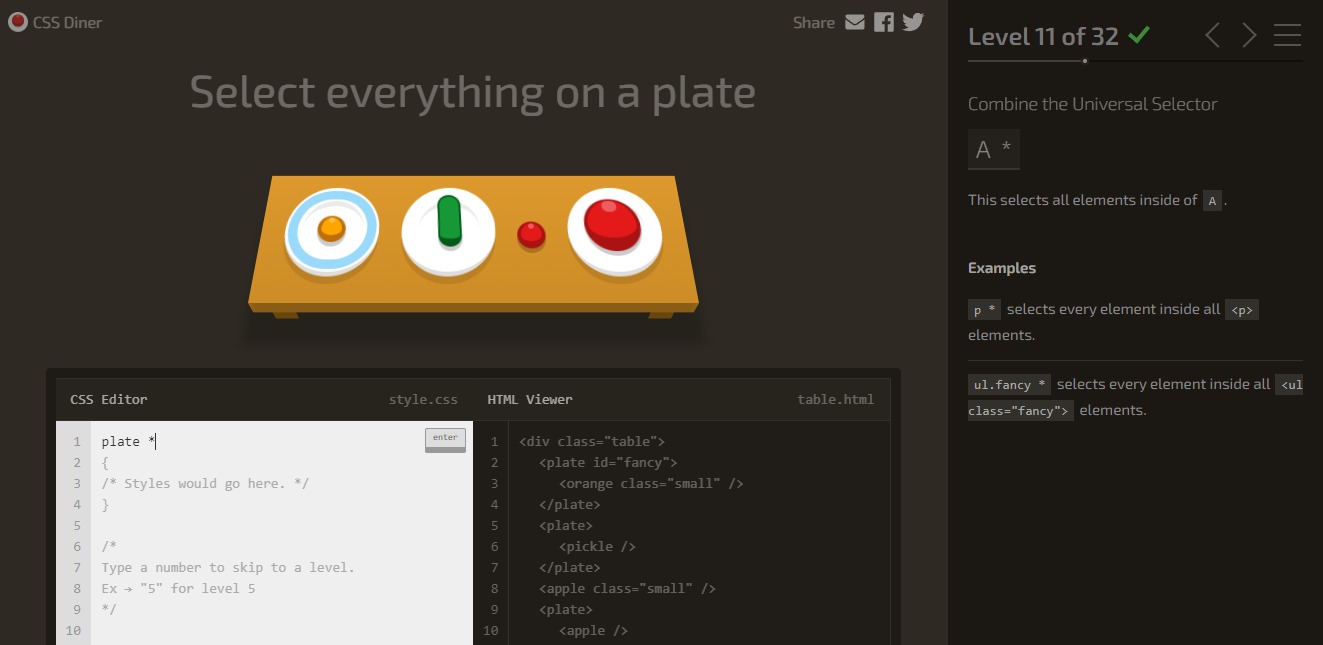 CSS Diner
Share
Select everything on a plate
CSS Editor style.css
1 plate *
enter
2 {
3 /* Styles would go here. */
4 }
5
6 /*
7 Type a number to skip to a level.
8 Ex → "5" for level 5
9 */
10
HTML Viewer table.html
1 <div class="table">
2 <plate id="fancy">
3 <orange class="small" />
4 </plate>
5 <plate>
6 <pickle />
7 </plate>
8 <apple class="small" />
9 <plate>
10 <apple />
Level 11 of 32
Combine the Universal Selector
A *
This selects all elements inside of A .
Examples
p * selects every element inside all <p>
elements.
ul.fancy * selects every element inside all <ul
class="fancy"> elements.